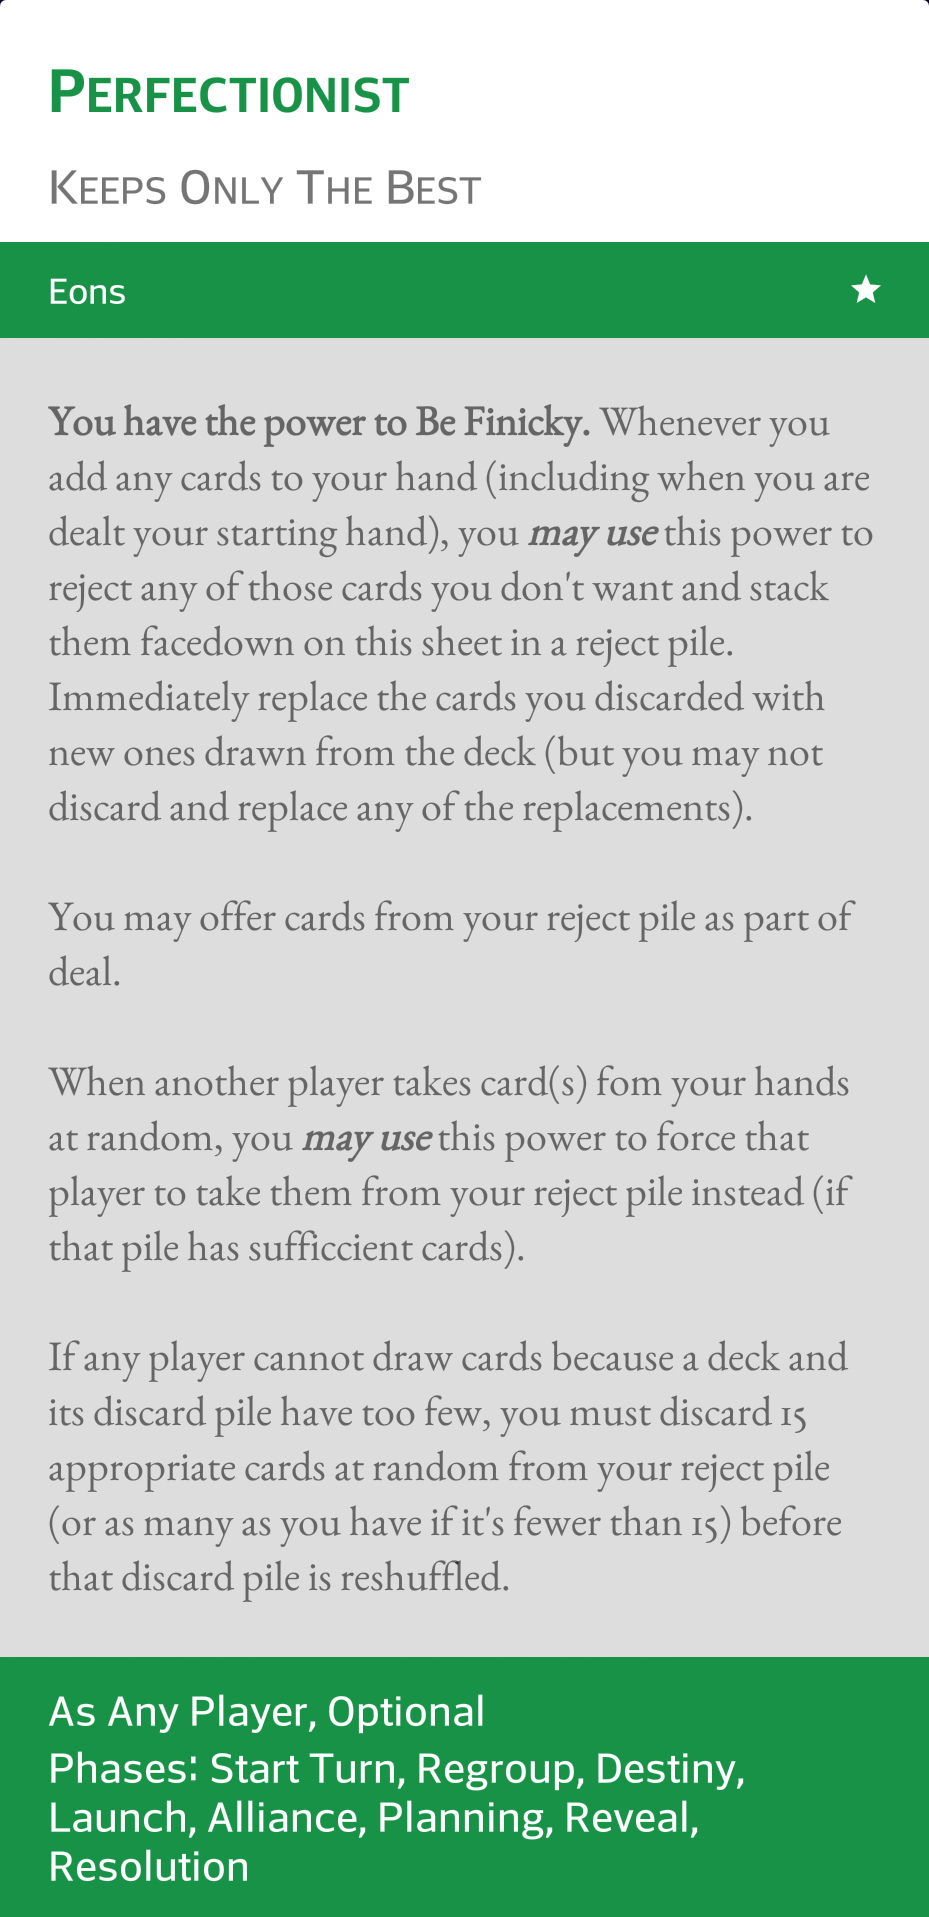 Perfectionist
Keeps Only The Best
Eons
You have the power to Be Finicky. Whenever you
add any cards to your hand (including when you are
dealt your starting hand), you may use this power to
reject any of those cards you don't want and stack
them facedown on this sheet in a reject pile.
Immediately replace the cards you discarded with
new ones drawn from the deck (but you may not
discard and replace any of the replacements).
You may offer cards from your reject pile as part of
deal.
When another player takes card(s) fom your hands
at random, you may use this power to force that
player to take them from your reject pile instead (if
that pile has sufficcient cards).
If any player cannot draw cards because a deck and
its discard pile have too few, you must discard 15
appropriate cards at random from your reject pile
(or as many as you have if it's fewer than 15) before
that discard pile is reshuffled.
As Any Player, Optional
Phases: Start Turn, Regroup, Destiny,
Launch, Alliance, Planning, Reveal,
Resolution